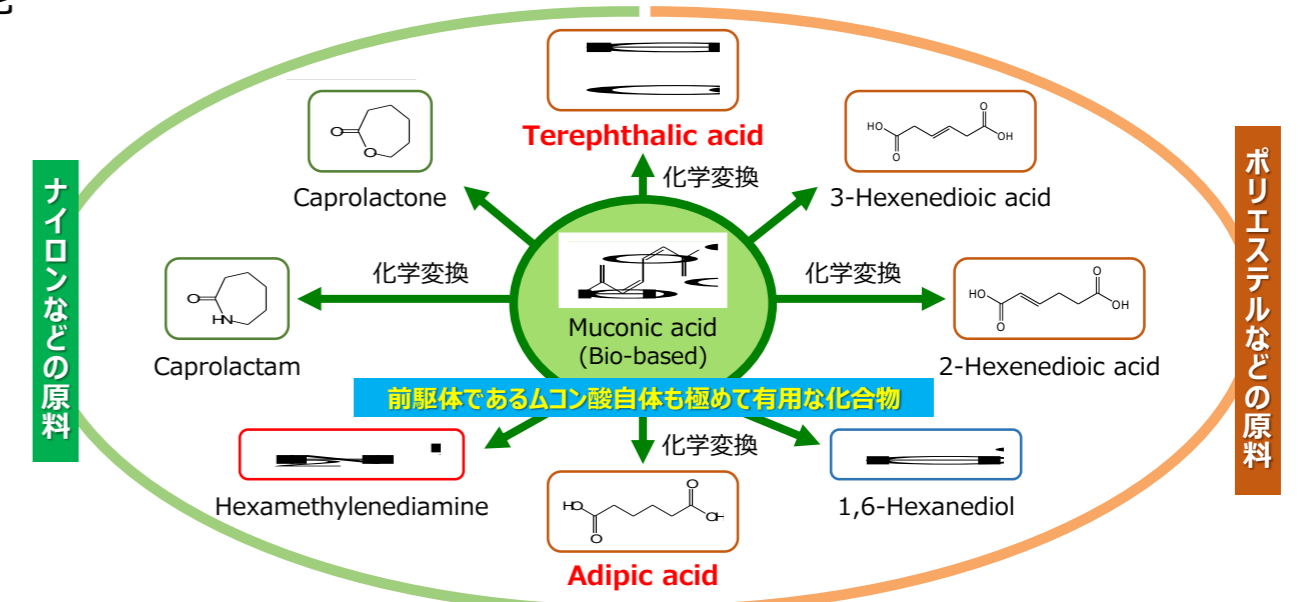 Terephthalic acid
化学変換
Caprolactone
3-Hexenedioic acid
O
O
HO
O
O
OH
ナイロンなどの原料
ポリエステルなどの原料
化学変換
化学変換
O
HN
HO
O
O
OH
Muconic acid
(Bio-based)
Caprolactam
2-Hexenedioic acid
前駆体であるムコン酸自体も極めて有用な化合物
化学変換
Hexamethylenediamine
1,6-Hexanediol
HO
O
O
OH
Adipic acid